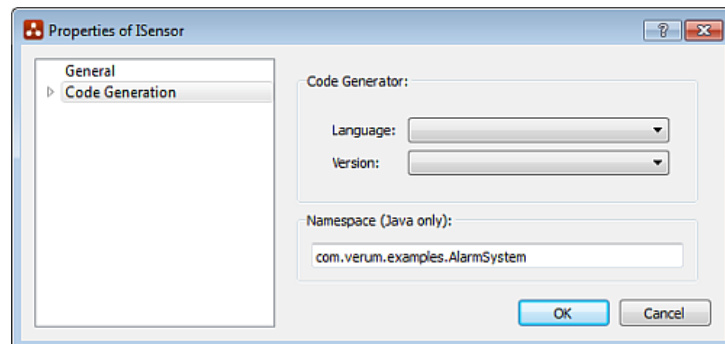 Properties of ISensor
General
Code Generation
Code Generator:
Language:
Version:
Namespace (Java only):
com.verum.examples.AlarmSystem
OK
Cancel